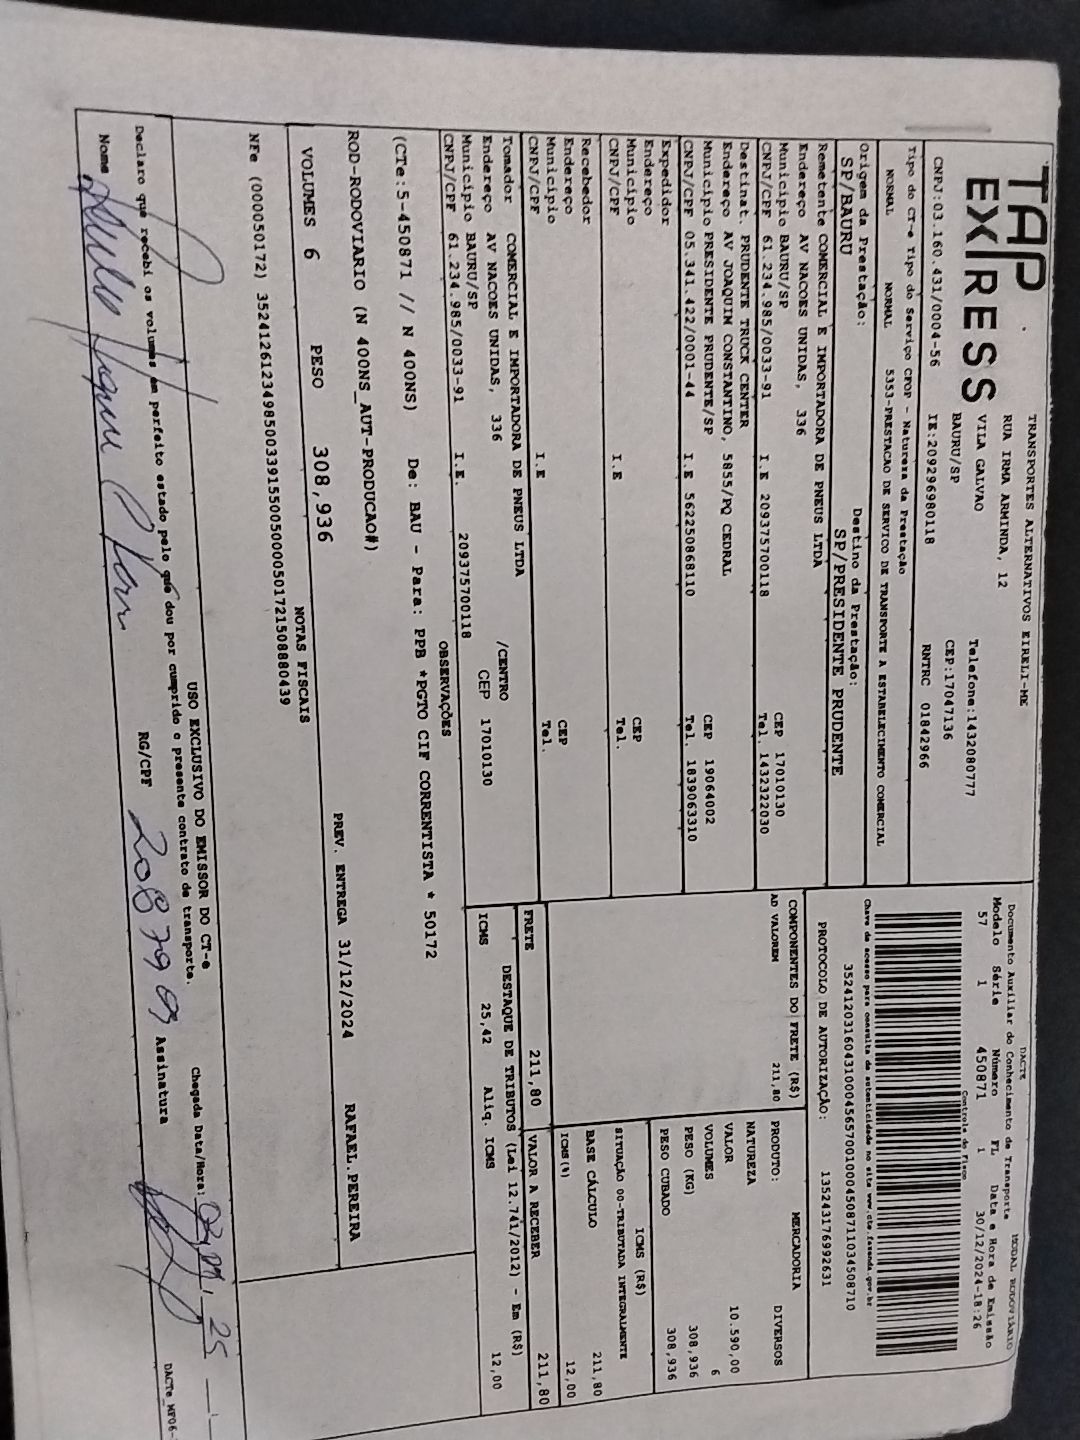 TAP EXPRESS
TRANSPORTES ALTERNATIVOS EIRELI-ME
RUA IRMA ARMINDA, 12
VILA GALVAO Telefone:1432080777
BAURU/SP CEP:17047136
CNPJ:03.160.431/0004-56 IE:209296980118 RNTRC 01842966
Tipo do CT-e Tipo do Serviço CFOP - Natureza da Prestação
NORMAL NORMAL 5353-PRESTACAO DE SERVICO DE TRANSPORTE A ESTABELECIMENTO COMERCIAL
Origem da Prestação: Destino da Prestação:
SP/BAURU SP/PRESIDENTE PRUDENTE
Remetente COMERCIAL E IMPORTADORA DE PNEUS LTDA
Endereço AV NACOES UNIDAS, 336 CEP 17010130
Município BAURU/SP Tel. 1432322030
CNPJ/CPF 61.234.985/0033-91 I.E 209375700118
Destinat. PRUDENTE TRUCK CENTER
Endereço AV JOAQUIM CONSTANTINO, 5855/PQ CEDRAL CEP 19064002
Município PRESIDENTE PRUDENTE/SP Tel. 1839063310
CNPJ/CPF 05.341.422/0001-44 I.E 562250868110
Expedidor
Endereço CEP
Município Tel.
CNPJ/CPF I.E
Recebedor
Endereço CEP
Município Tel.
CNPJ/CPF I.E
Tomador COMERCIAL E IMPORTADORA DE PNEUS LTDA
Endereço AV NACOES UNIDAS, 336 /CENTRO
Município BAURU/SP CEP 17010130
CNPJ/CPF 61.234.985/0033-91 I.E. 209375700118
DACTE MODAL RODOVIÁRIO
Documento Auxiliar do Conhecimento de Transporte
Modelo Série Número FL Data e Hora de Emissão
57 1 450871 1 30/12/2024-18:26
Controle do Fisco
Chave de acesso para consulta de autenticidade no site www.cte.fazenda.gov.br
35241203160431000456570010004508711034508710
PROTOCOLO DE AUTORIZAÇÃO: 135243176992631
COMPONENTES DO FRETE (R$)
AD VALOREM 211,80
MERCADORIA
PRODUTO: DIVERSOS
NATUREZA
VALOR 10.590,00
VOLUMES 6
PESO (KG) 308,936
PESO CUBADO 308,936
ICMS (R$)
SITUAÇÃO 00-TRIBUTADA INTEGRALMENTE
BASE CÁLCULO 211,80
ICMS(%) 12,00
FRETE 211,80 VALOR A RECEBER 211,80
DESTAQUE DE TRIBUTOS (Lei 12.741/2012) - Em (R$)
ICMS 25,42 Aliq. ICMS 12,00
OBSERVAÇÕES
(CTe:5-450871 // N 400NS) De: BAU - Para: PPB *PGTO CIF CORRENTISTA * 50172
ROD-RODOVIARIO (N 400NS_AUT-PRODUCAO#)
PREV. ENTREGA 31/12/2024 RAFAEL.PEREIRA
VOLUMES 6 PESO 308,936
NOTAS FISCAIS
NFe (000050172) 35241261234985003391550050000501721508880439
USO EXCLUSIVO DO EMISSOR DO CT-e
Declaro que recebi os volumes em perfeito estado pelo que dou por cumprido o presente contrato de transporte.
Chegada Data/Hora: 25
Nome RG/CPF Assinatura
DACTe_MF06-